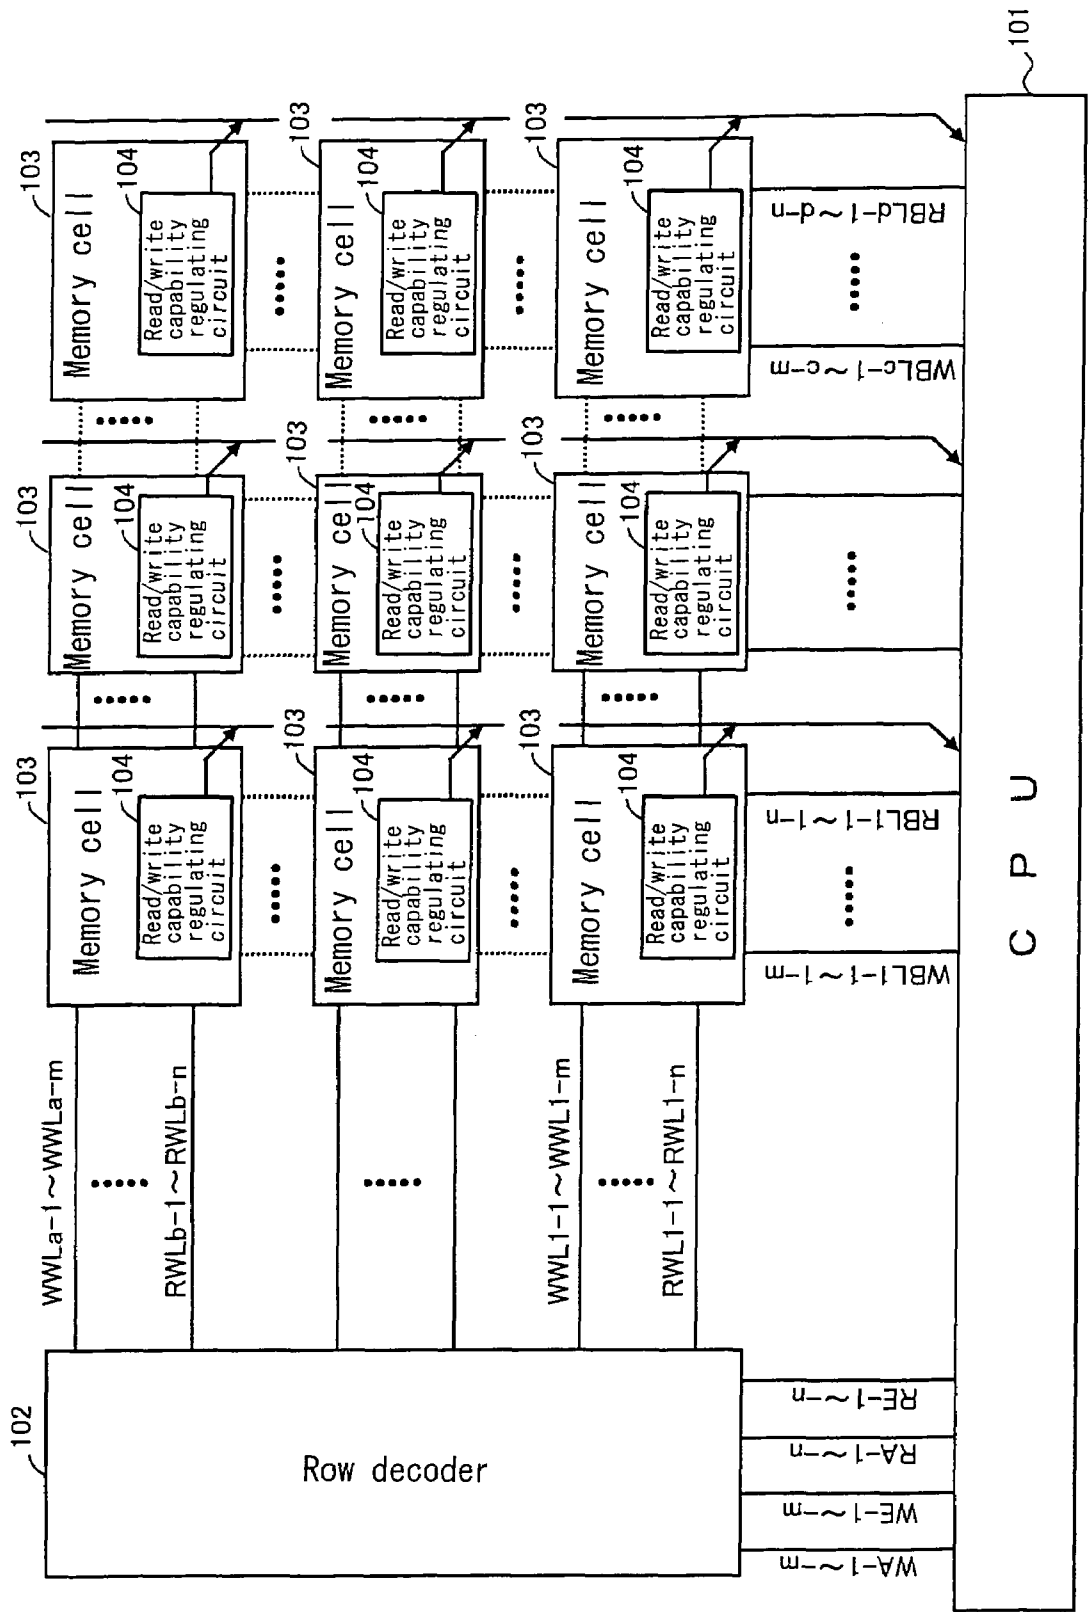 103
104
Memory cell
Read/write
capability
regulating
circuit
103
104
Memory cell
Read/write
capability
regulating
circuit
103
104
Memory cell
Read/write
capability
regulating
circuit
103
104
Memory cell
Read/write
capability
regulating
circuit
103
104
Memory cell
Read/write
capability
regulating
circuit
103
104
Memory cell
Read/write
capability
regulating
circuit
103
104
Memory cell
Read/write
capability
regulating
circuit
103
104
Memory cell
Read/write
capability
regulating
circuit
103
104
Memory cell
Read/write
capability
regulating
circuit
WWLa-1~WWLa-m
RWLb-1~RWLb-n
WWL1-1~WWL1-m
RWL1-1~RWL1-n
102
Row decoder
WA-1~-m
WE-1~-m
RA-1~-n
RE-1~-n
WBL1-1~1-m
RBL1-1~1-n
WBLc-1~c-m
RBLd-1~d-n
101
CPU